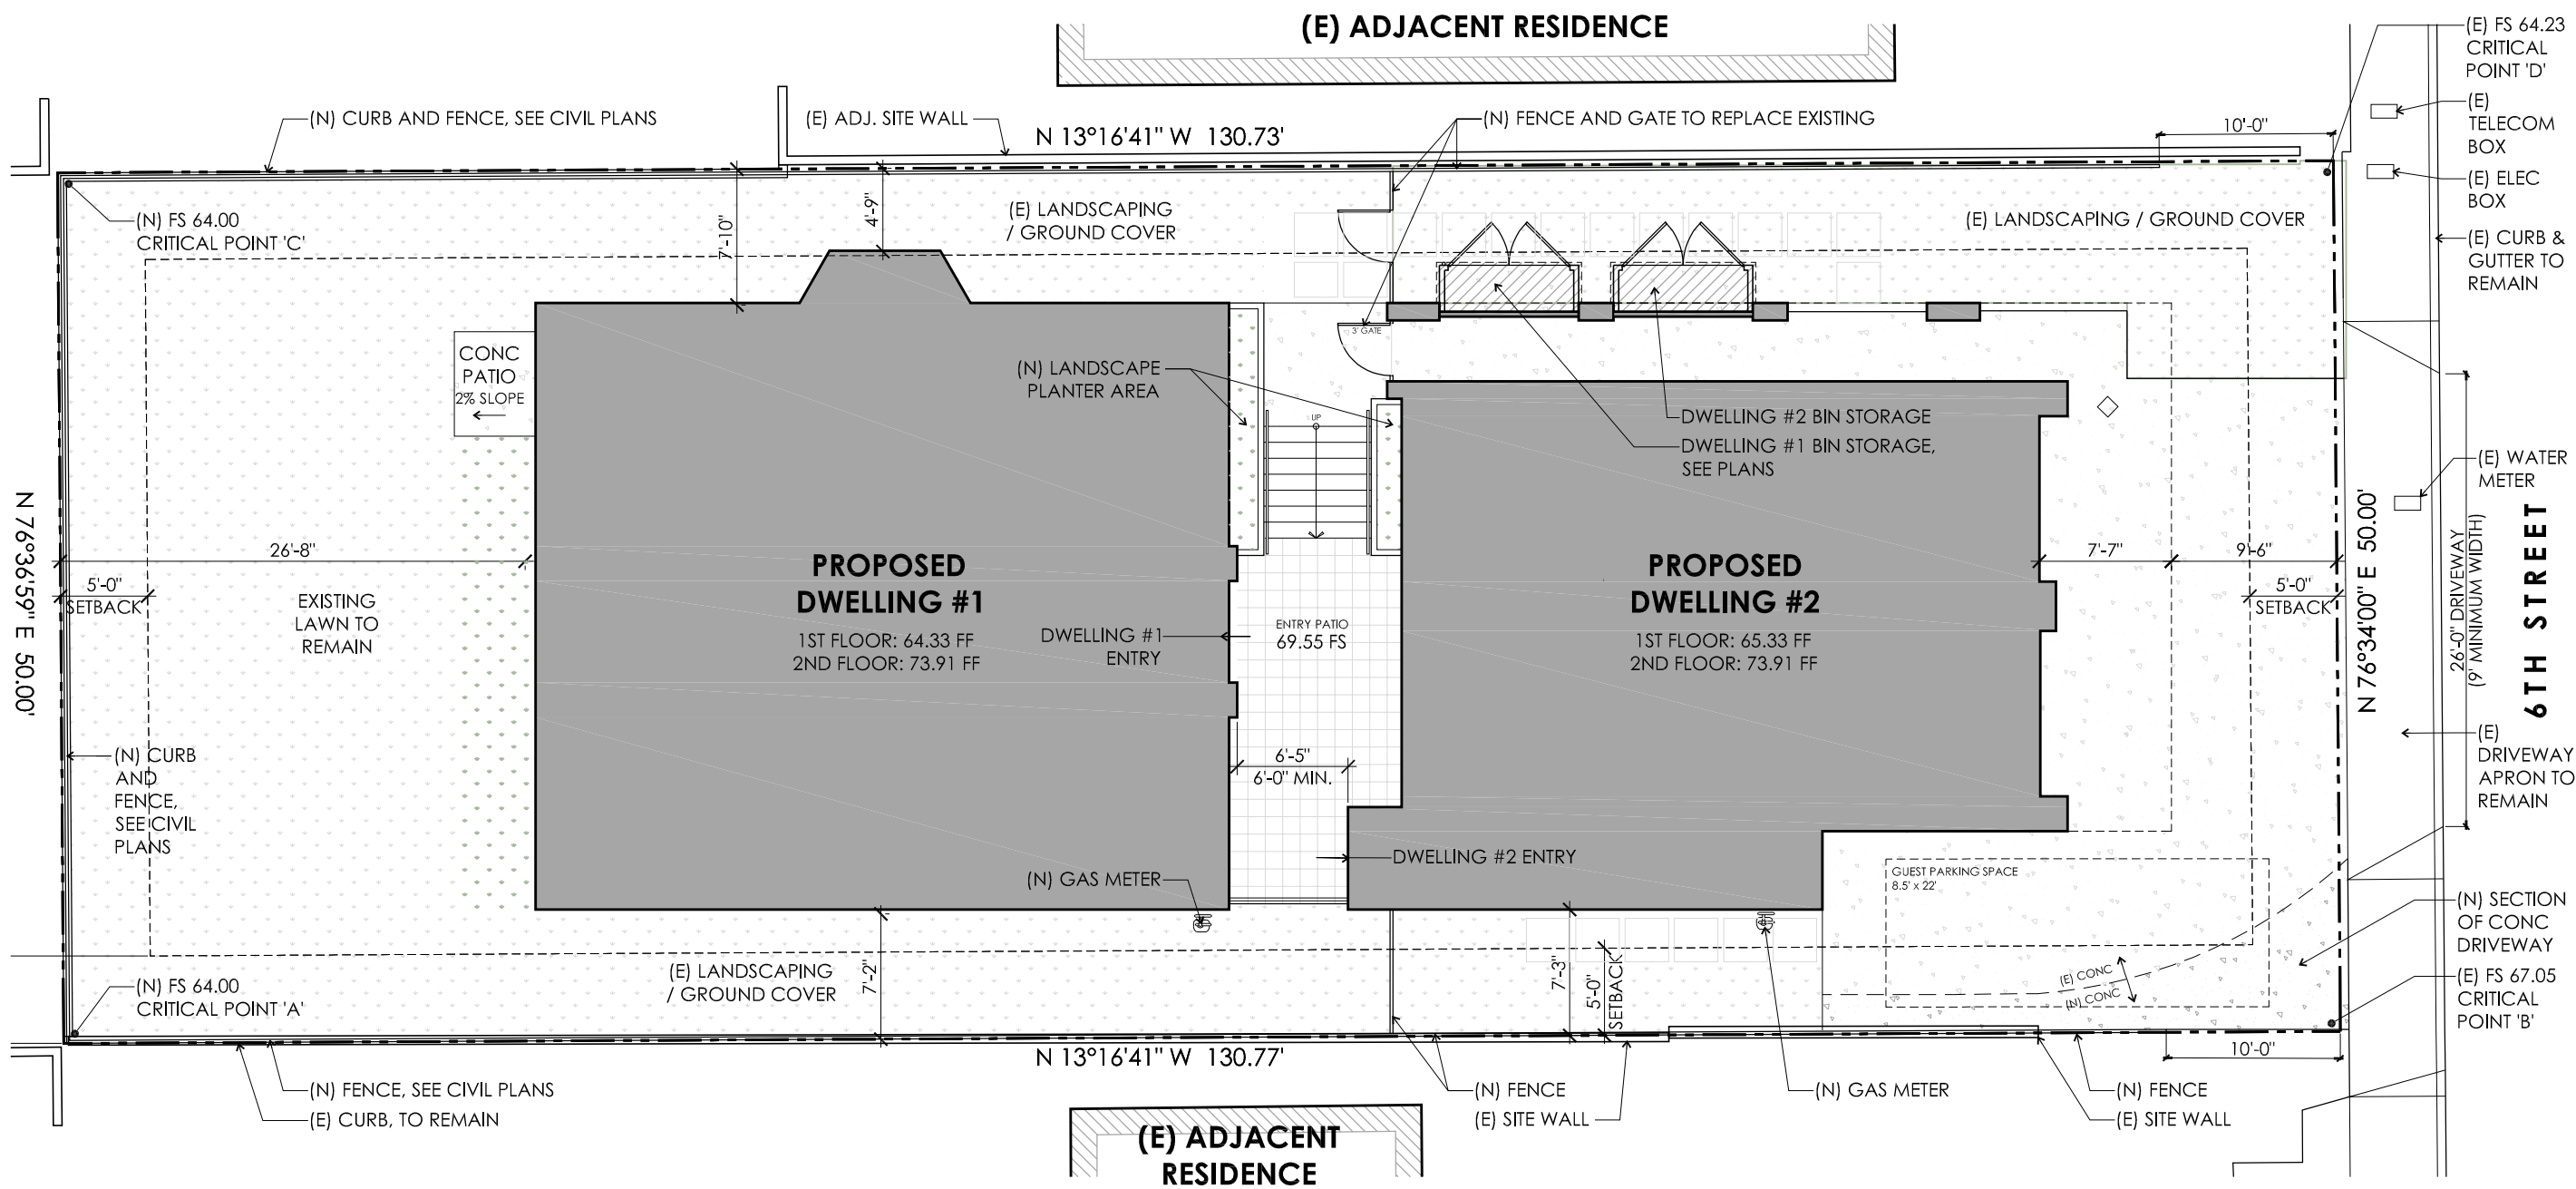 (E) ADJACENT RESIDENCE
(E) FS 64.23
CRITICAL
POINT 'D'
(N) CURB AND FENCE, SEE CIVIL PLANS
(E) ADJ. SITE WALL
N 13°16'41" W 130.73'
(N) FENCE AND GATE TO REPLACE EXISTING
10'-0"
(E)
TELECOM
BOX
(E) ELEC
BOX
(N) FS 64.00
CRITICAL POINT 'C'
7'-10"
4'-9"
(E) LANDSCAPING
/ GROUND COVER
(E) LANDSCAPING / GROUND COVER
(E) CURB &
GUTTER TO
REMAIN
CONC
PATIO
2% SLOPE
3' GATE
(N) LANDSCAPE
PLANTER AREA
UP
DWELLING #2 BIN STORAGE
DWELLING #1 BIN STORAGE,
SEE PLANS
(E) WATER
METER
N 76°36'59" E 50.00'
26'-8"
5'-0"
SETBACK
EXISTING
LAWN TO
REMAIN
PROPOSED
DWELLING #1
1ST FLOOR: 64.33 FF
2ND FLOOR: 73.91 FF
DWELLING #1
ENTRY
ENTRY PATIO
69.55 FS
PROPOSED
DWELLING #2
1ST FLOOR: 65.33 FF
2ND FLOOR: 73.91 FF
7'-7"
9'-6"
5'-0"
SETBACK
N 76°34'00" E 50.00'
26'-0" DRIVEWAY
(9' MINIMUM WIDTH)
6TH STREET
(N) CURB
AND
FENCE,
SEE CIVIL
PLANS
6'-5"
6'-0" MIN.
(E)
DRIVEWAY
APRON TO
REMAIN
DWELLING #2 ENTRY
(N) GAS METER
GUEST PARKING SPACE
8.5' x 22'
(N) SECTION
OF CONC
DRIVEWAY
(N) FS 64.00
CRITICAL POINT 'A'
(E) LANDSCAPING
/ GROUND COVER
7'-2"
7'-3"
5'-0"
SETBACK
(E) CONC
(N) CONC
(E) FS 67.05
CRITICAL
POINT 'B'
N 13°16'41" W 130.77'
10'-0"
(N) FENCE, SEE CIVIL PLANS
(E) CURB, TO REMAIN
(N) FENCE
(E) SITE WALL
(N) GAS METER
(N) FENCE
(E) SITE WALL
(E) ADJACENT
RESIDENCE